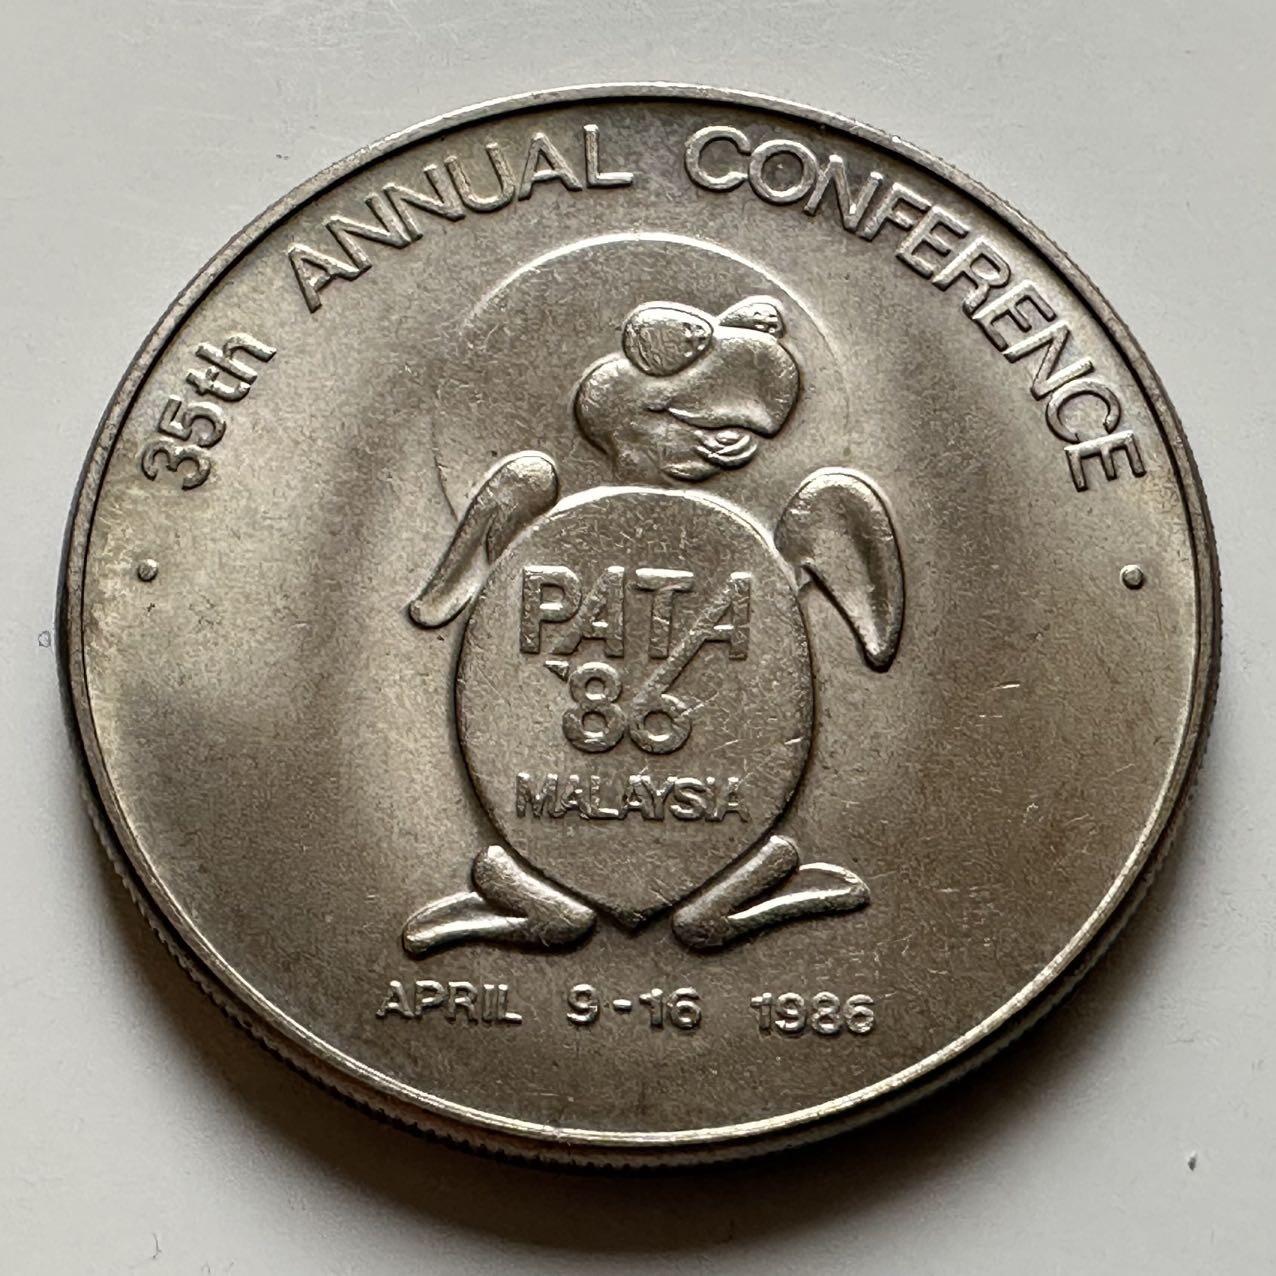 35th ANNUAL CONFERENCE
PATA
'86
MALAYSIA
APRIL 9-16 1986